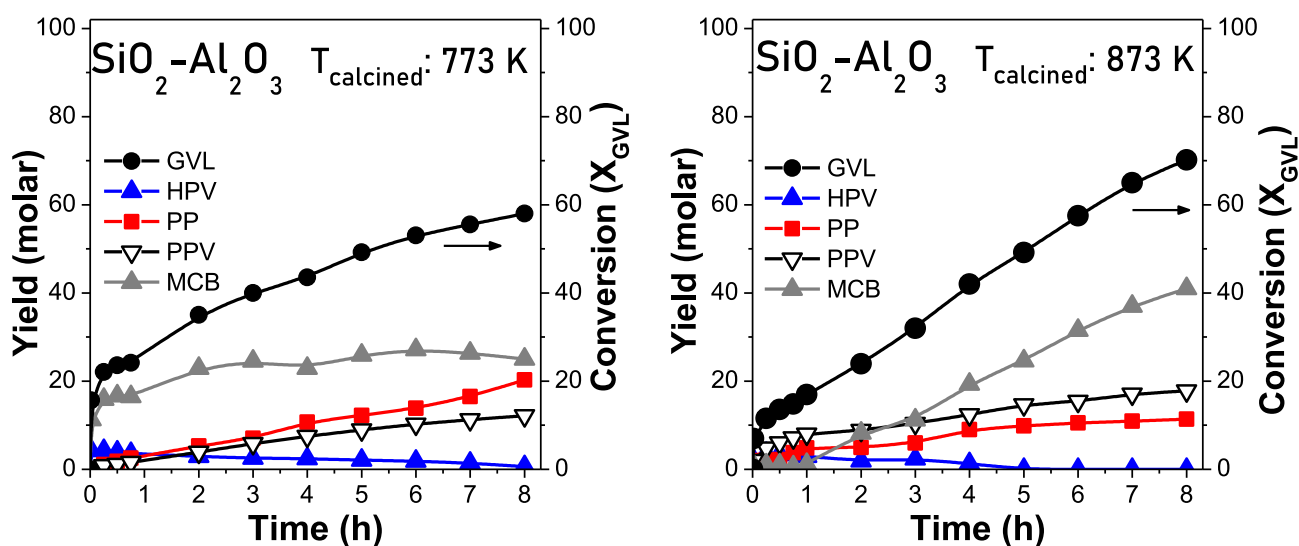 SiO2-Al2O3 Tcalcined: 773 K
Yield (molar)
100
80
60
40
20
0
GVL
HPV
PP
PPV
MCB
0 1 2 3 4 5 6 7 8
Time (h)
100
80
60
40
20
0
Conversion (XGVL)
SiO2-Al2O3 Tcalcined: 873 K
Yield (molar)
100
80
60
40
20
0
GVL
HPV
PP
PPV
MCB
0 1 2 3 4 5 6 7 8
Time (h)
100
80
60
40
20
0
Conversion (XGVL)